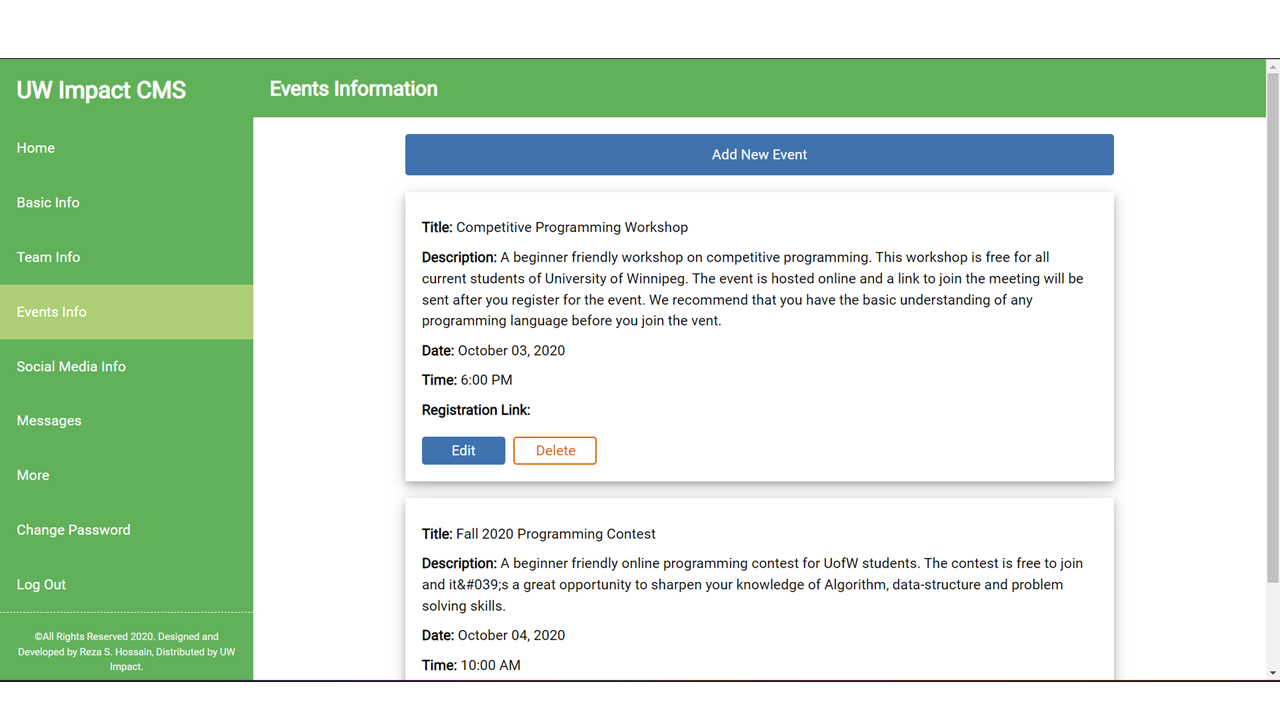 UW Impact CMS
Events Information
Home
Basic Info
Team Info
Events Info
Social Media Info
Messages
More
Change Password
Log Out
©All Rights Reserved 2020. Designed and
Developed by Reza S. Hossain, Distributed by UW
Impact.
Add New Event
Title: Competitive Programming Workshop
Description: A beginner friendly workshop on competitive programming. This workshop is free for all
current students of University of Winnipeg. The event is hosted online and a link to join the meeting will be
sent after you register for the event. We recommend that you have the basic understanding of any
programming language before you join the vent.
Date: October 03, 2020
Time: 6:00 PM
Registration Link:
Edit Delete
Title: Fall 2020 Programming Contest
Description: A beginner friendly online programming contest for UofW students. The contest is free to join
and it&#039;s a great opportunity to sharpen your knowledge of Algorithm, data-structure and problem
solving skills.
Date: October 04, 2020
Time: 10:00 AM